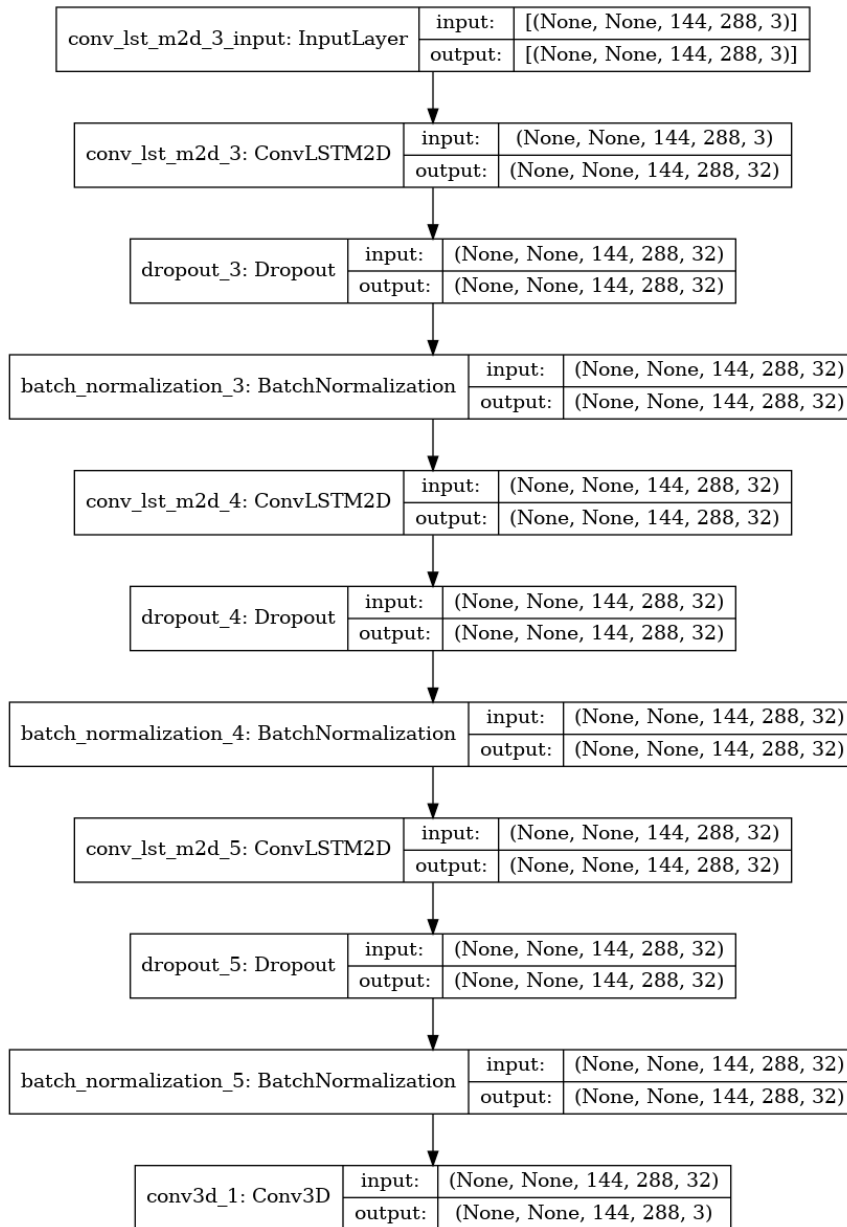 conv_lst_m2d_3_input: InputLayer input: [(None, None, 144, 288, 3)]
output: [(None, None, 144, 288, 3)]
conv_lst_m2d_3: ConvLSTM2D input: (None, None, 144, 288, 3)
output: (None, None, 144, 288, 32)
dropout_3: Dropout input: (None, None, 144, 288, 32)
output: (None, None, 144, 288, 32)
batch_normalization_3: BatchNormalization input: (None, None, 144, 288, 32)
output: (None, None, 144, 288, 32)
conv_lst_m2d_4: ConvLSTM2D input: (None, None, 144, 288, 32)
output: (None, None, 144, 288, 32)
dropout_4: Dropout input: (None, None, 144, 288, 32)
output: (None, None, 144, 288, 32)
batch_normalization_4: BatchNormalization input: (None, None, 144, 288, 32)
output: (None, None, 144, 288, 32)
conv_lst_m2d_5: ConvLSTM2D input: (None, None, 144, 288, 32)
output: (None, None, 144, 288, 32)
dropout_5: Dropout input: (None, None, 144, 288, 32)
output: (None, None, 144, 288, 32)
batch_normalization_5: BatchNormalization input: (None, None, 144, 288, 32)
output: (None, None, 144, 288, 32)
conv3d_1: Conv3D input: (None, None, 144, 288, 32)
output: (None, None, 144, 288, 3)